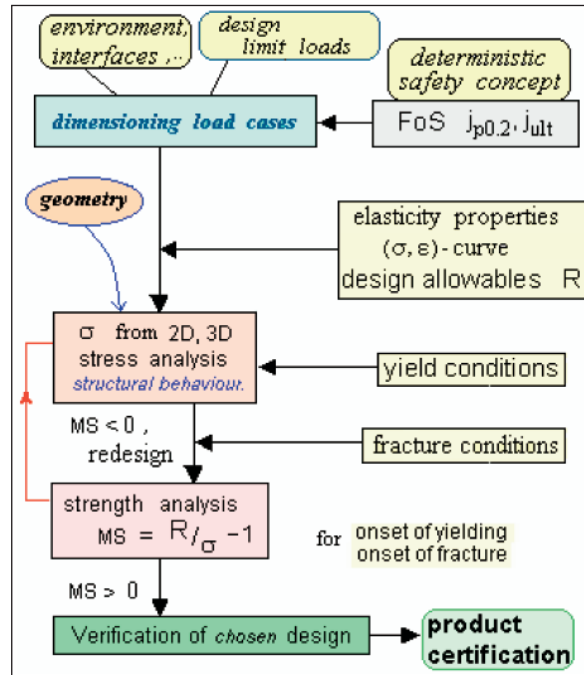 environment,
interfaces,..
design
limit loads
deterministic
safety concept
dimensioning load cases
FoS jp0.2, jult
geometry
elasticity properties
(σ, ε)-curve
design allowables R
σ from 2D, 3D
stress analysis
structural behaviour.
yield conditions
MS < 0 ,
redesign
fracture conditions
strength analysis
MS = R/σ -1
for onset of yielding
onset of fracture
MS > 0
Verification of chosen design
product
certification